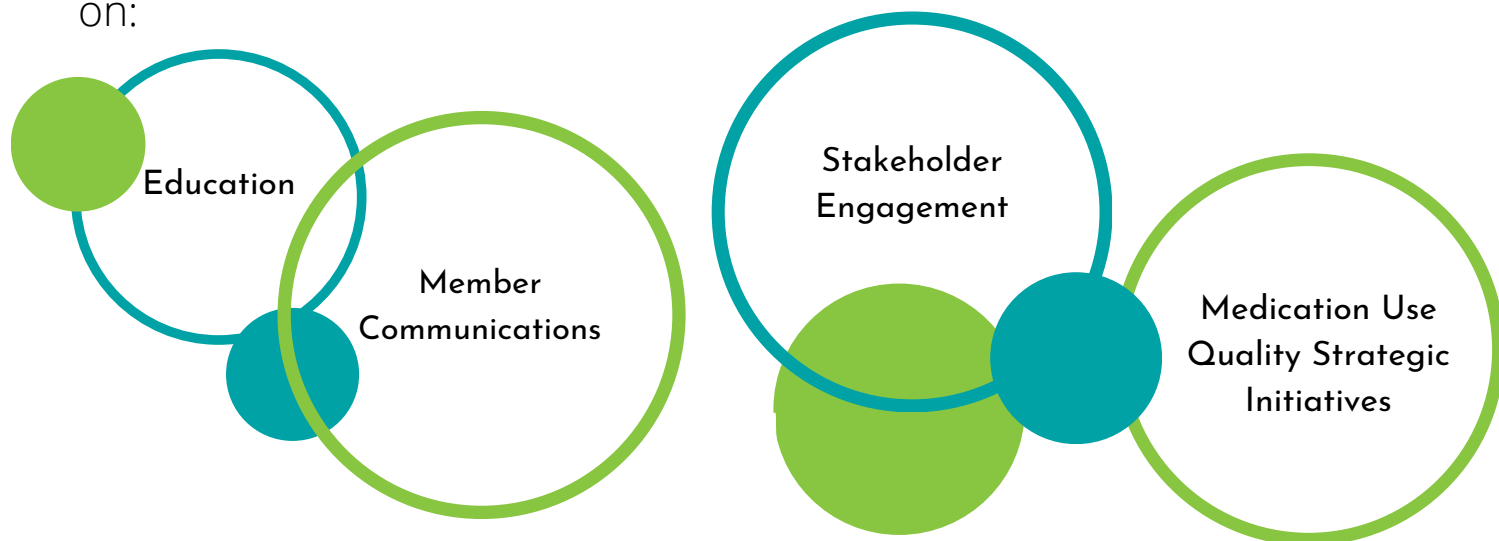 on:
Education
Member
Communications
Stakeholder
Engagement
Medication Use
Quality Strategic
Initiatives